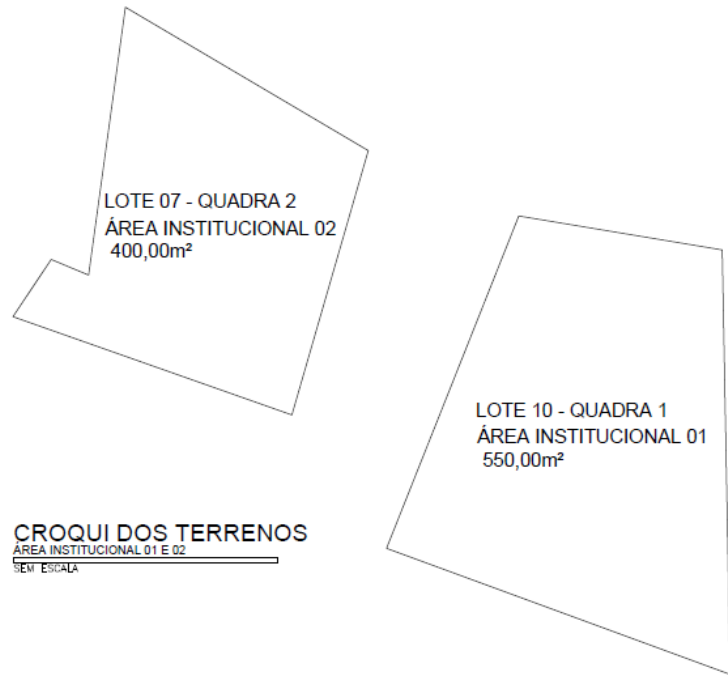 LOTE 07 - QUADRA 2
ÁREA INSTITUCIONAL 02
400,00m²
LOTE 10 - QUADRA 1
ÁREA INSTITUCIONAL 01
550,00m²
CROQUI DOS TERRENOS
ÁREA INSTITUCIONAL 01 E 02
SEM ESCALA